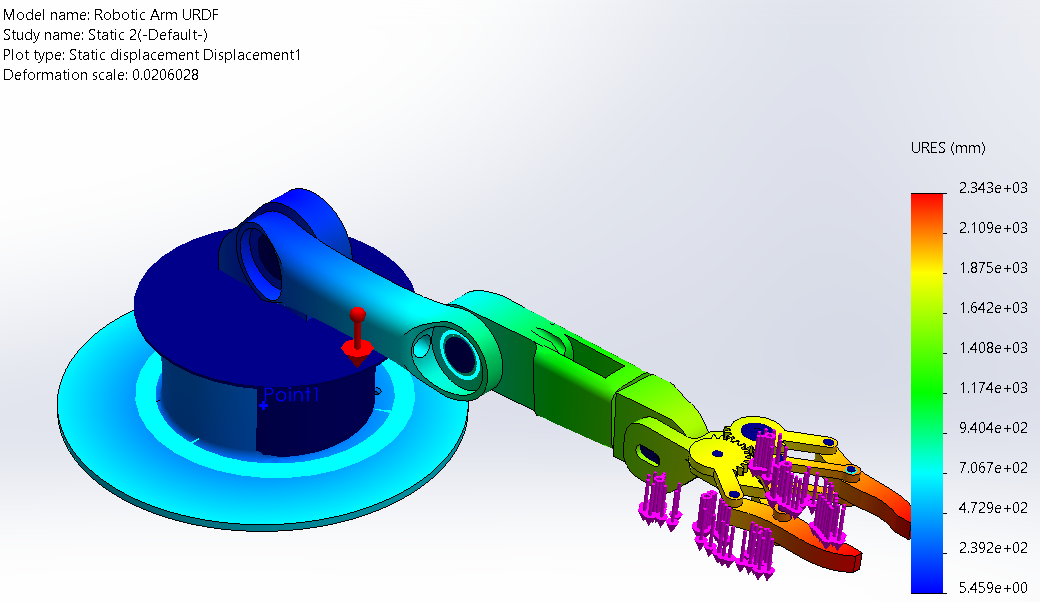 Model name: Robotic Arm URDF
Study name: Static 2(-Default-)
Plot type: Static displacement Displacement1
Deformation scale: 0.0206028
URES (mm)
2.343e+03
2.109e+03
1.875e+03
1.642e+03
1.408e+03
1.174e+03
9.404e+02
7.067e+02
4.729e+02
2.392e+02
5.459e+00
Point1